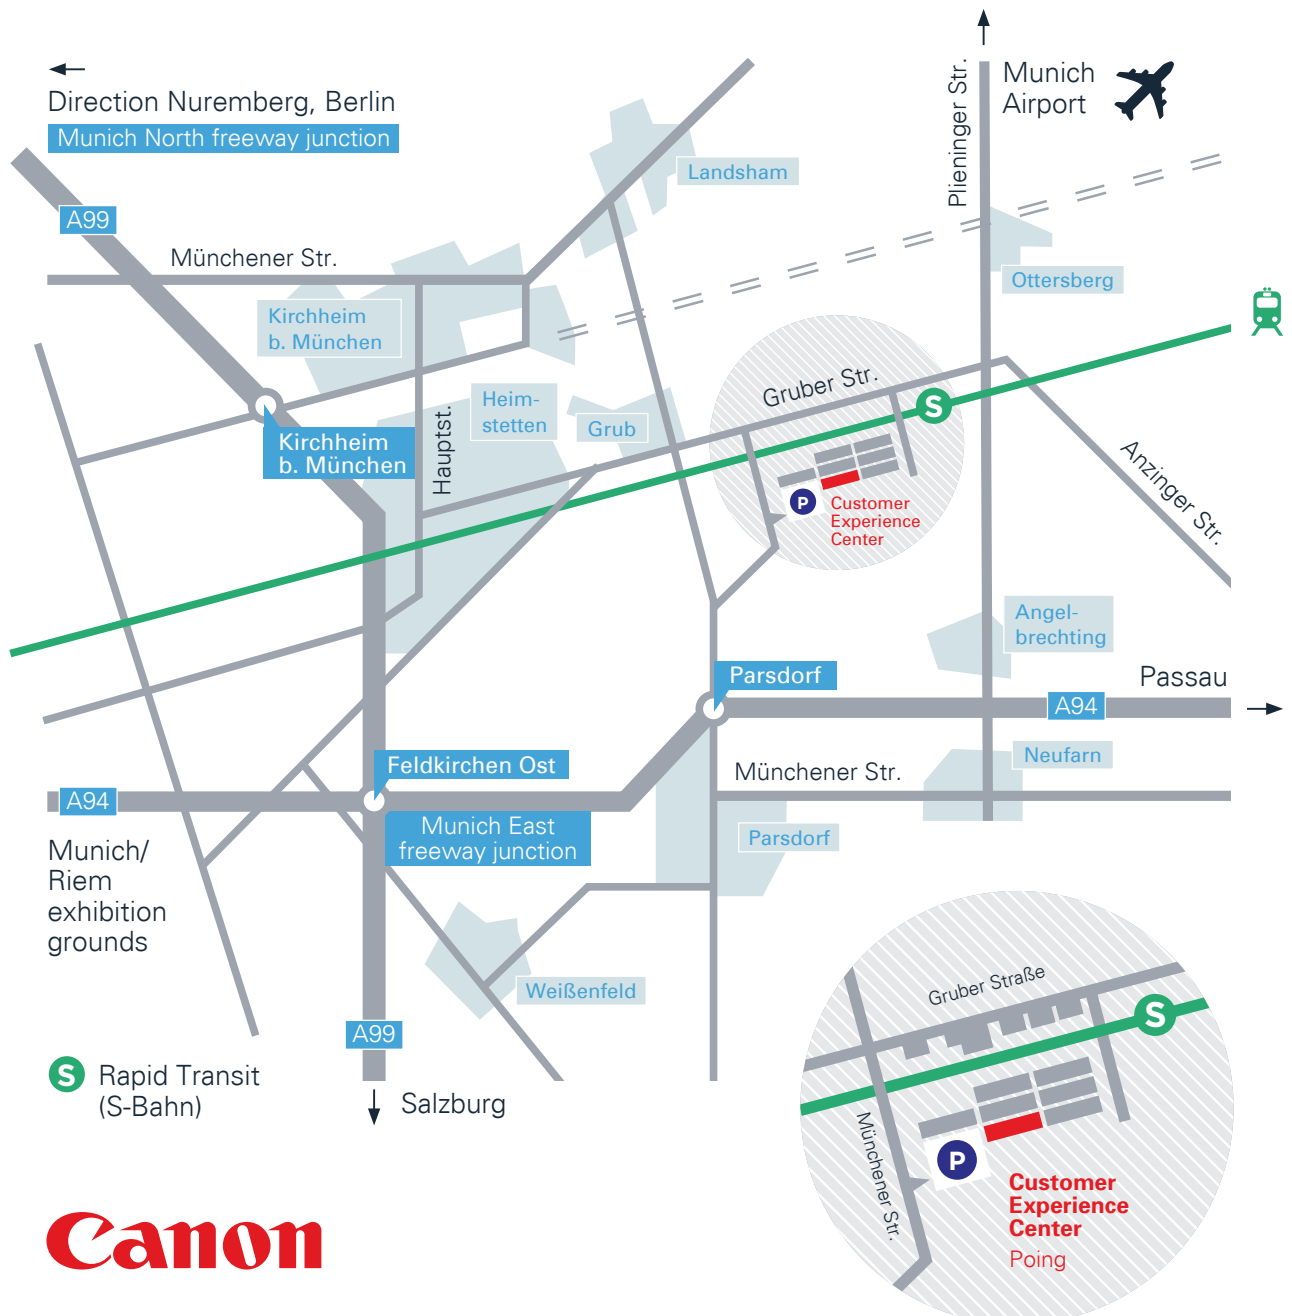 Direction Nuremberg, Berlin
Munich North freeway junction
A99
Münchener Str.
Kirchheim
b. München
Kirchheim
b. München
Hauptst.
Heim-
stetten
Grub
Landsham
Plieninger Str.
Munich
Airport
Ottersberg
Gruber Str.
S
P
Customer
Experience
Center
Anzinger Str.
Angel-
brechting
Passau
A94
Parsdorf
Neufarn
Münchener Str.
Parsdorf
Feldkirchen Ost
Munich East
freeway junction
A94
Munich/
Riem
exhibition
grounds
Weißenfeld
A99
Salzburg
S Rapid Transit
(S-Bahn)
Canon
Gruber Straße
S
Münchener Str.
P
Customer
Experience
Center
Poing